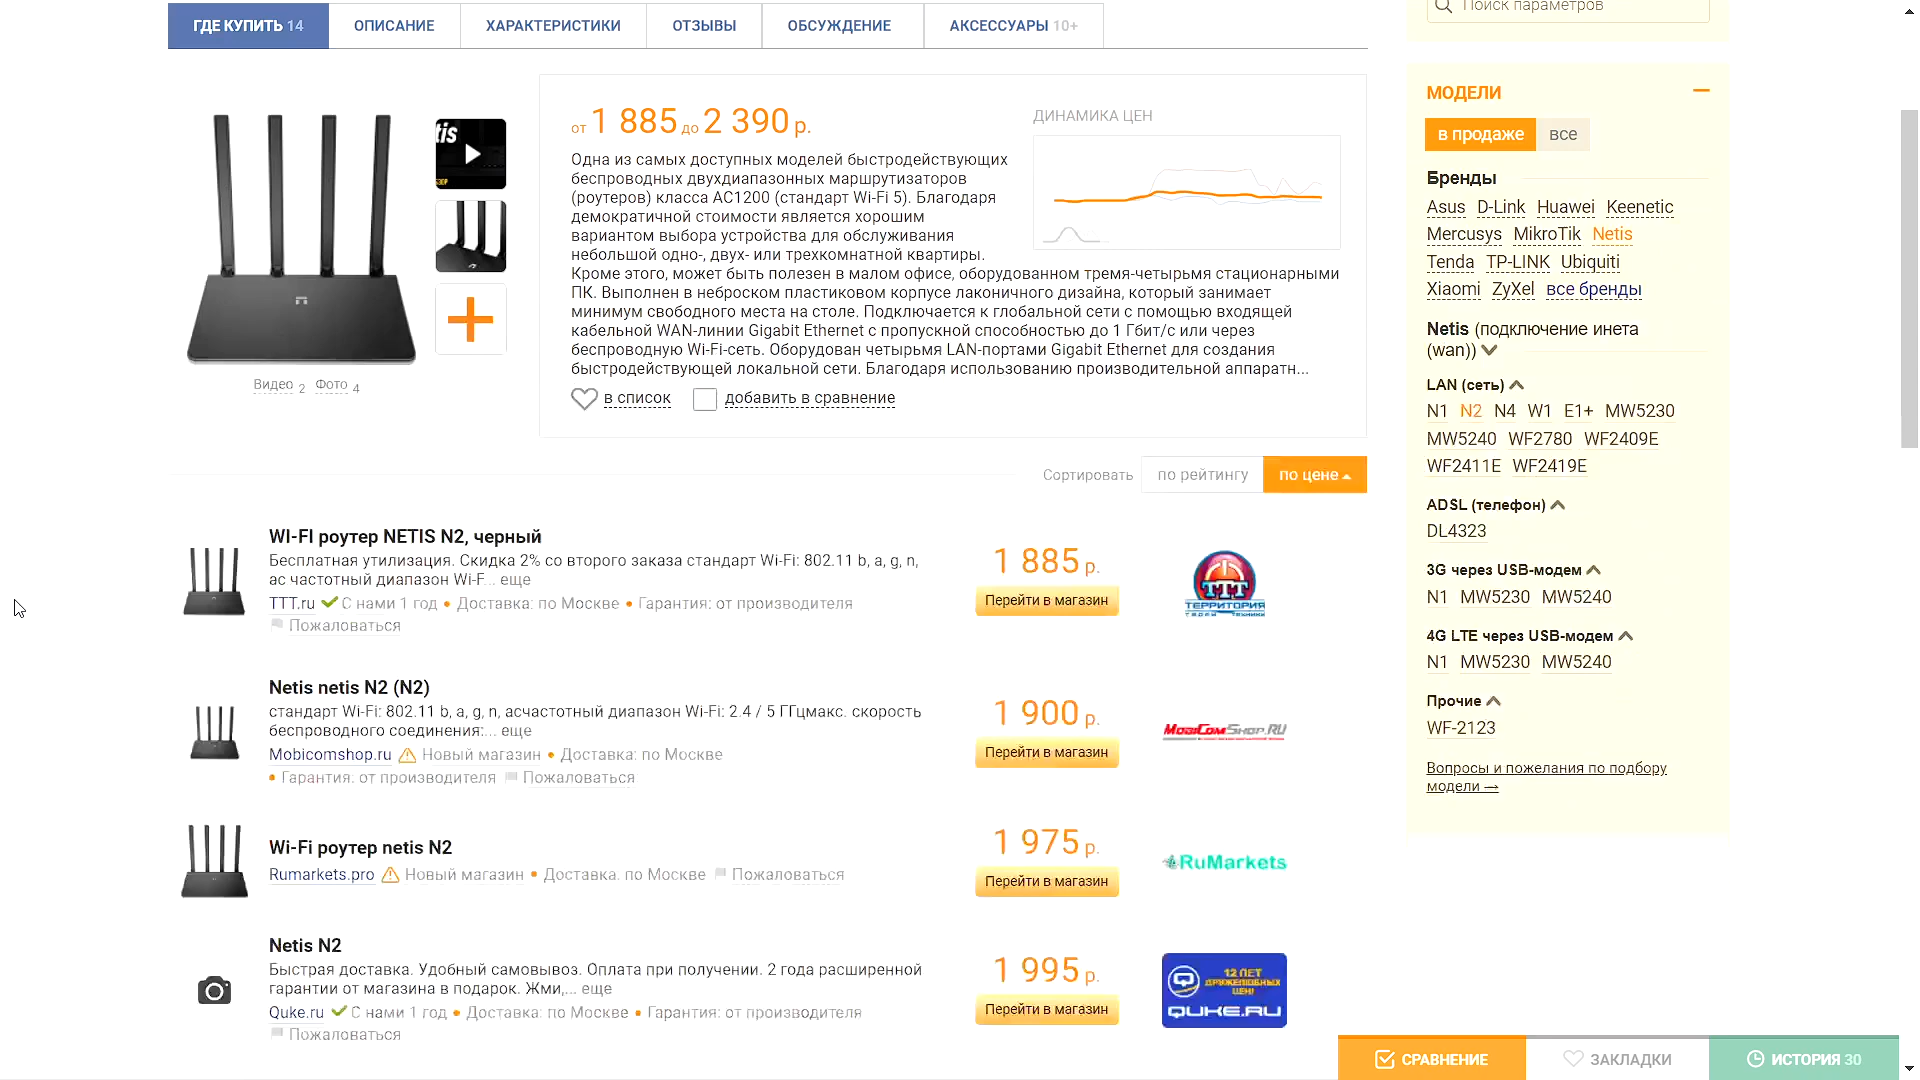 ГДЕ КУПИТЬ 14
ОПИСАНИЕ
ХАРАКТЕРИСТИКИ
ОТЗЫВЫ
ОБСУЖДЕНИЕ
АКСЕССУАРЫ 10+
Поиск параметров
Видео 2 Фото 4
от 1 885 до 2 390 р.
ДИНАМИКА ЦЕН
Одна из самых доступных моделей быстродействующих
беспроводных двухдиапазонных маршрутизаторов
(роутеров) класса AC1200 (стандарт Wi-Fi 5). Благодаря
демократичной стоимости является хорошим
вариантом выбора устройства для обслуживания
небольшой одно-, двух- или трехкомнатной квартиры.
Кроме этого, может быть полезен в малом офисе, оборудованном тремя-четырьмя стационарными
ПК. Выполнен в неброском пластиковом корпусе лаконичного дизайна, который занимает
минимум свободного места на столе. Подключается к глобальной сети с помощью входящей
кабельной WAN-линии Gigabit Ethernet с пропускной способностью до 1 Гбит/с или через
беспроводную Wi-Fi-сеть. Оборудован четырьмя LAN-портами Gigabit Ethernet для создания
быстродействующей локальной сети. Благодаря использованию производительной аппаратн...
в список
добавить в сравнение
Сортировать
по рейтингу
по цене
WI-FI роутер NETIS N2, черный
Бесплатная утилизация. Скидка 2% со второго заказа стандарт Wi-Fi: 802.11 b, a, g, n,
ac частотный диапазон Wi-F... еще
TTT.ru С нами 1 год • Доставка: по Москве • Гарантия: от производителя
Пожаловаться
1 885 р.
Перейти в магазин
ТТТ
ТЕРРИТОРИЯ
Netis netis N2 (N2)
стандарт Wi-Fi: 802.11 b, a, g, n, acчастотный диапазон Wi-Fi: 2.4 / 5 ГГцмакс. скорость
беспроводного соединения:... еще
Mobicomshop.ru Новый магазин • Доставка: по Москве
• Гарантия: от производителя Пожаловаться
1 900 р.
Перейти в магазин
MOBICOMSHOP.RU
Wi-Fi роутер netis N2
Rumarkets.pro Новый магазин • Доставка: по Москве Пожаловаться
1 975 р.
Перейти в магазин
RuMarkets
Netis N2
Быстрая доставка. Удобный самовывоз. Оплата при получении. 2 года расширенной
гарантии от магазина в подарок. Жми,... еще
Quke.ru С нами 1 год • Доставка: по Москве • Гарантия: от производителя
Пожаловаться
1 995 р.
Перейти в магазин
12 ЛЕТ
ДРУЖЕЛЮБНЫХ
ЦЕН!
QUKE.RU
МОДЕЛИ
в продаже все
Бренды
Asus D-Link Huawei Keenetic
Mercusys MikroTik Netis
Tenda TP-LINK Ubiquiti
Xiaomi ZyXel все бренды
Netis (подключение инета
(wan))
LAN (сеть)
N1 N2 N4 W1 E1+ MW5230
MW5240 WF2780 WF2409E
WF2411E WF2419E
ADSL (телефон)
DL4323
3G через USB-модем
N1 MW5230 MW5240
4G LTE через USB-модем
N1 MW5230 MW5240
Прочие
WF-2123
Вопросы и пожелания по подбору
модели →
СРАВНЕНИЕ
ЗАКЛАДКИ
ИСТОРИЯ 30